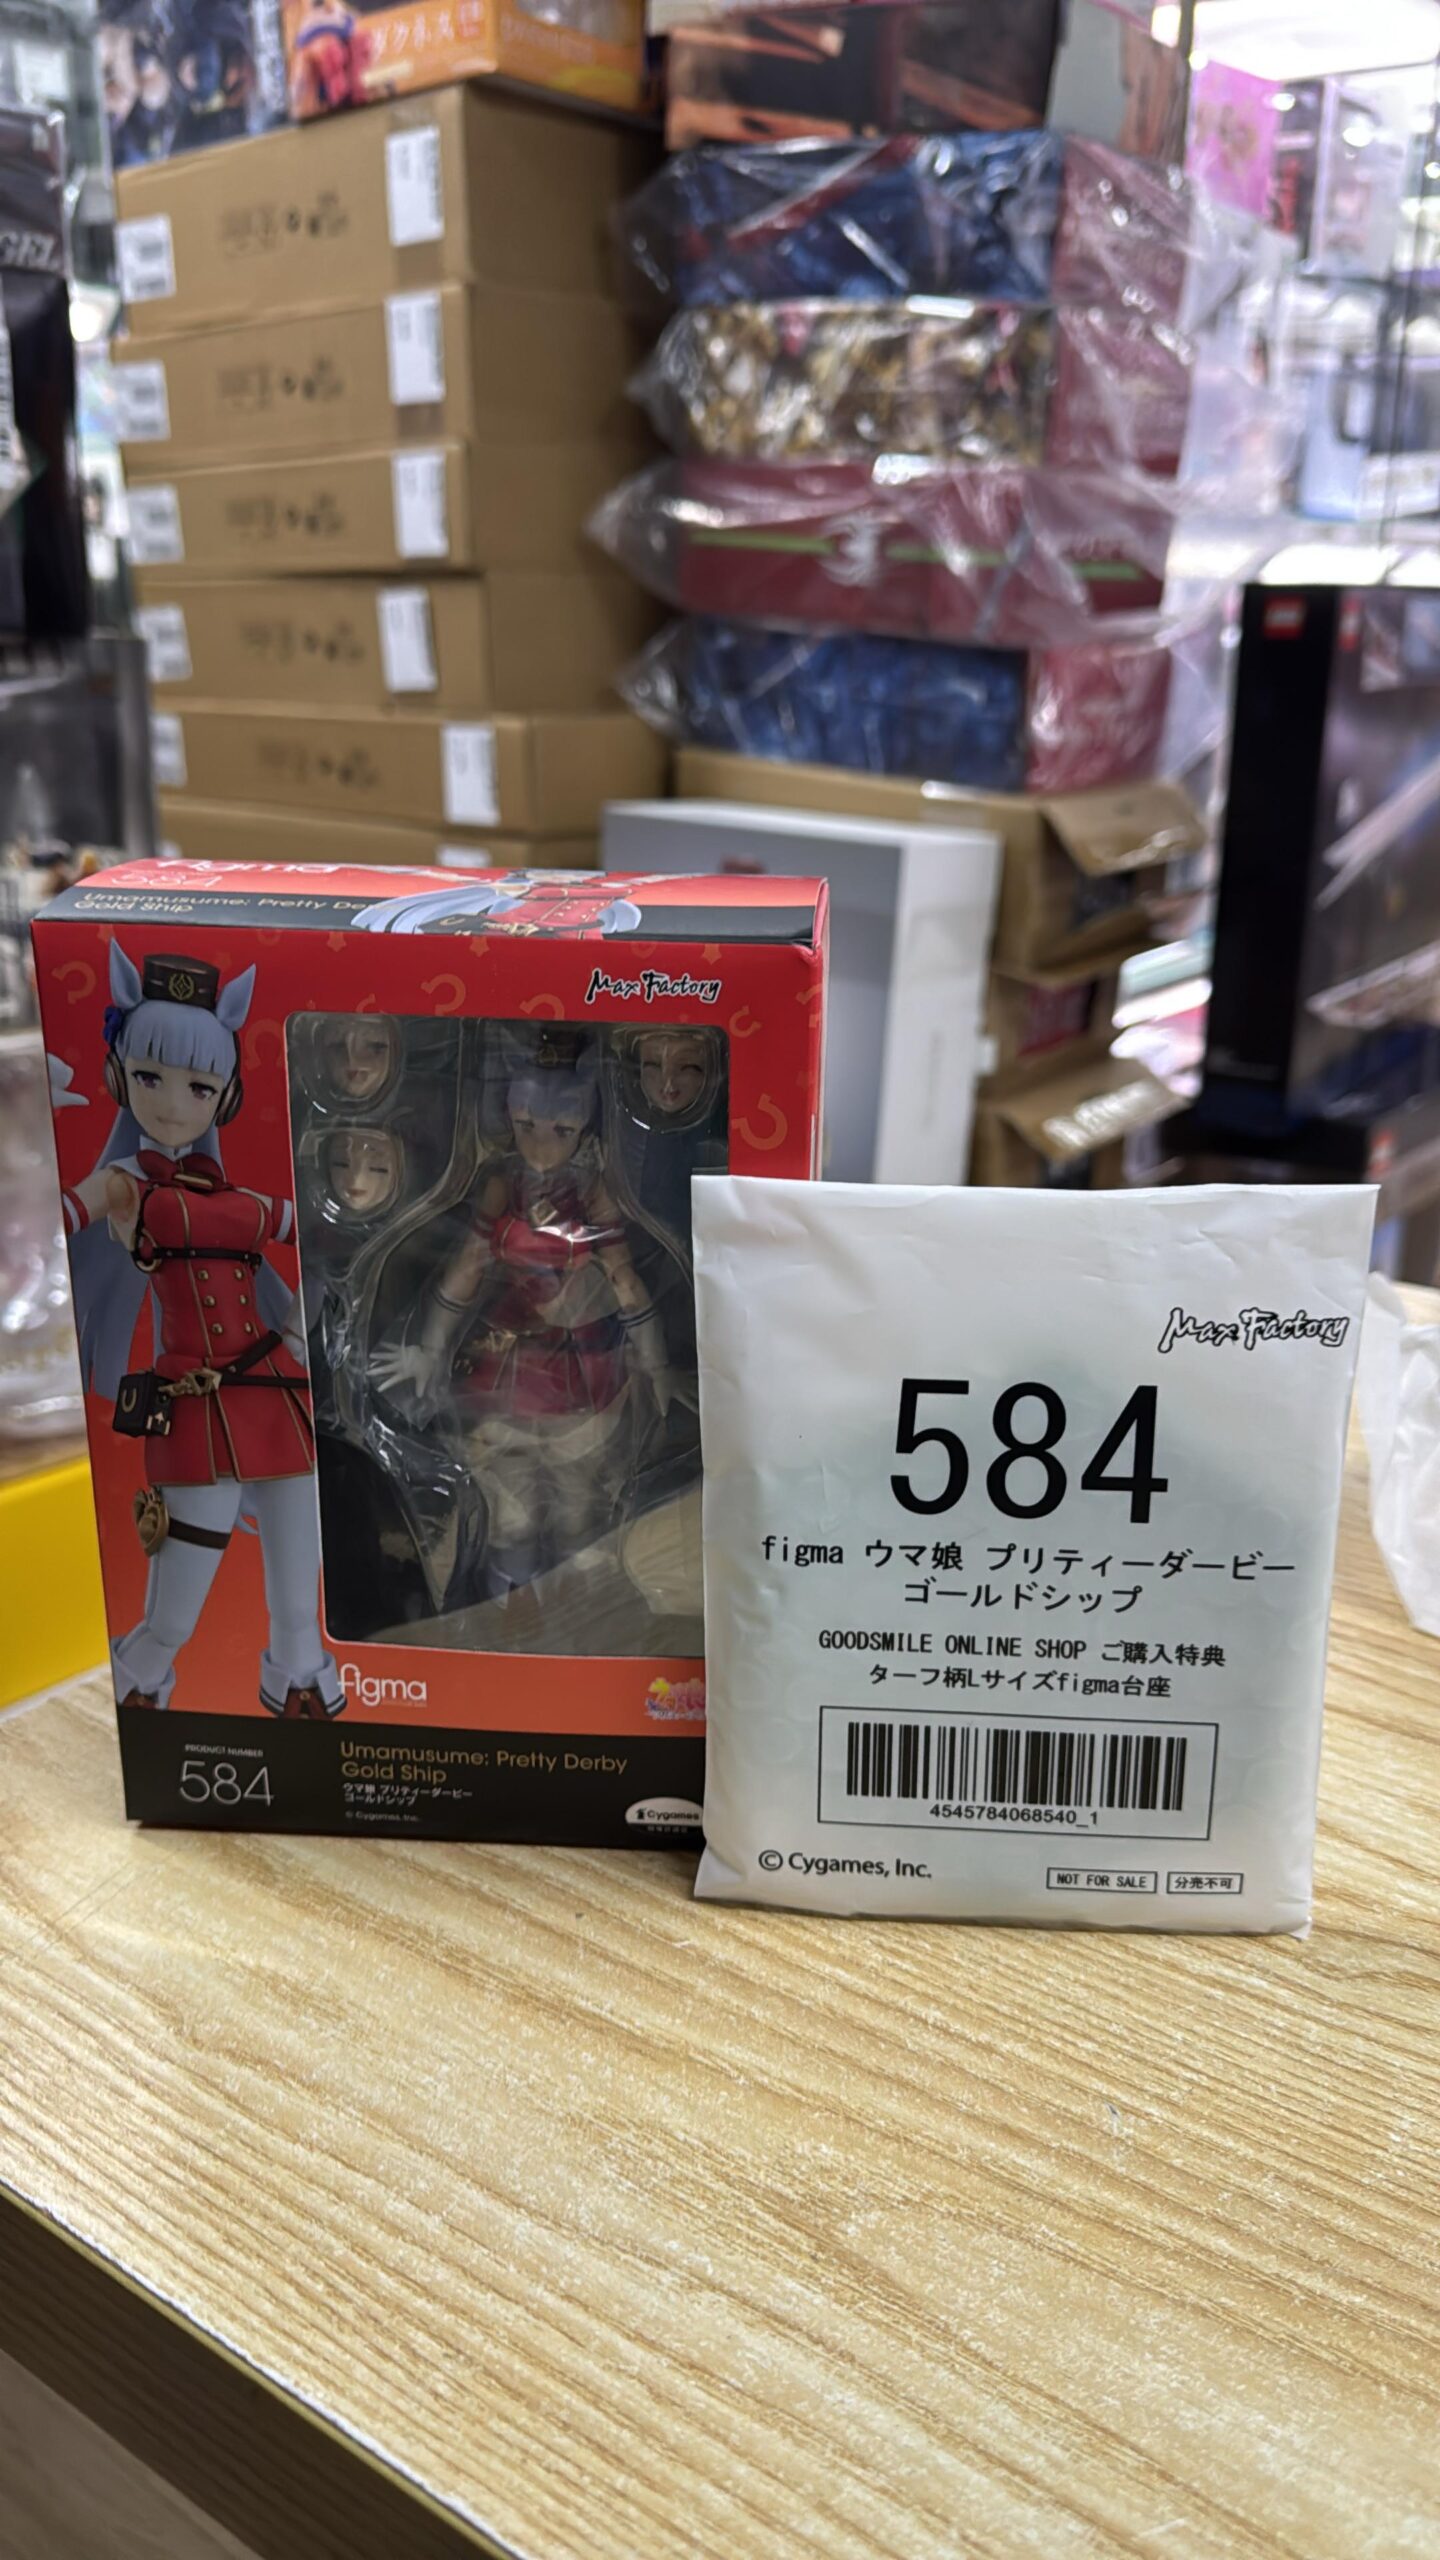 ダクネス
figma
584
Umamusume: Pretty Der
Gold Ship
Max Factory
figma
PRODUCT NUMBER
584
Umamusume: Pretty Derby
Gold Ship
ウマ娘 プリティーダービー
ゴールドシップ
© Cygames, Inc.
Cygames
Max Factory
584
figma ウマ娘 プリティーダービー
ゴールドシップ
GOODSMILE ONLINE SHOP ご購入特典
ターフ柄Lサイズfigma台座
4545784068540_1
© Cygames, Inc.
NOT FOR SALE
分売不可